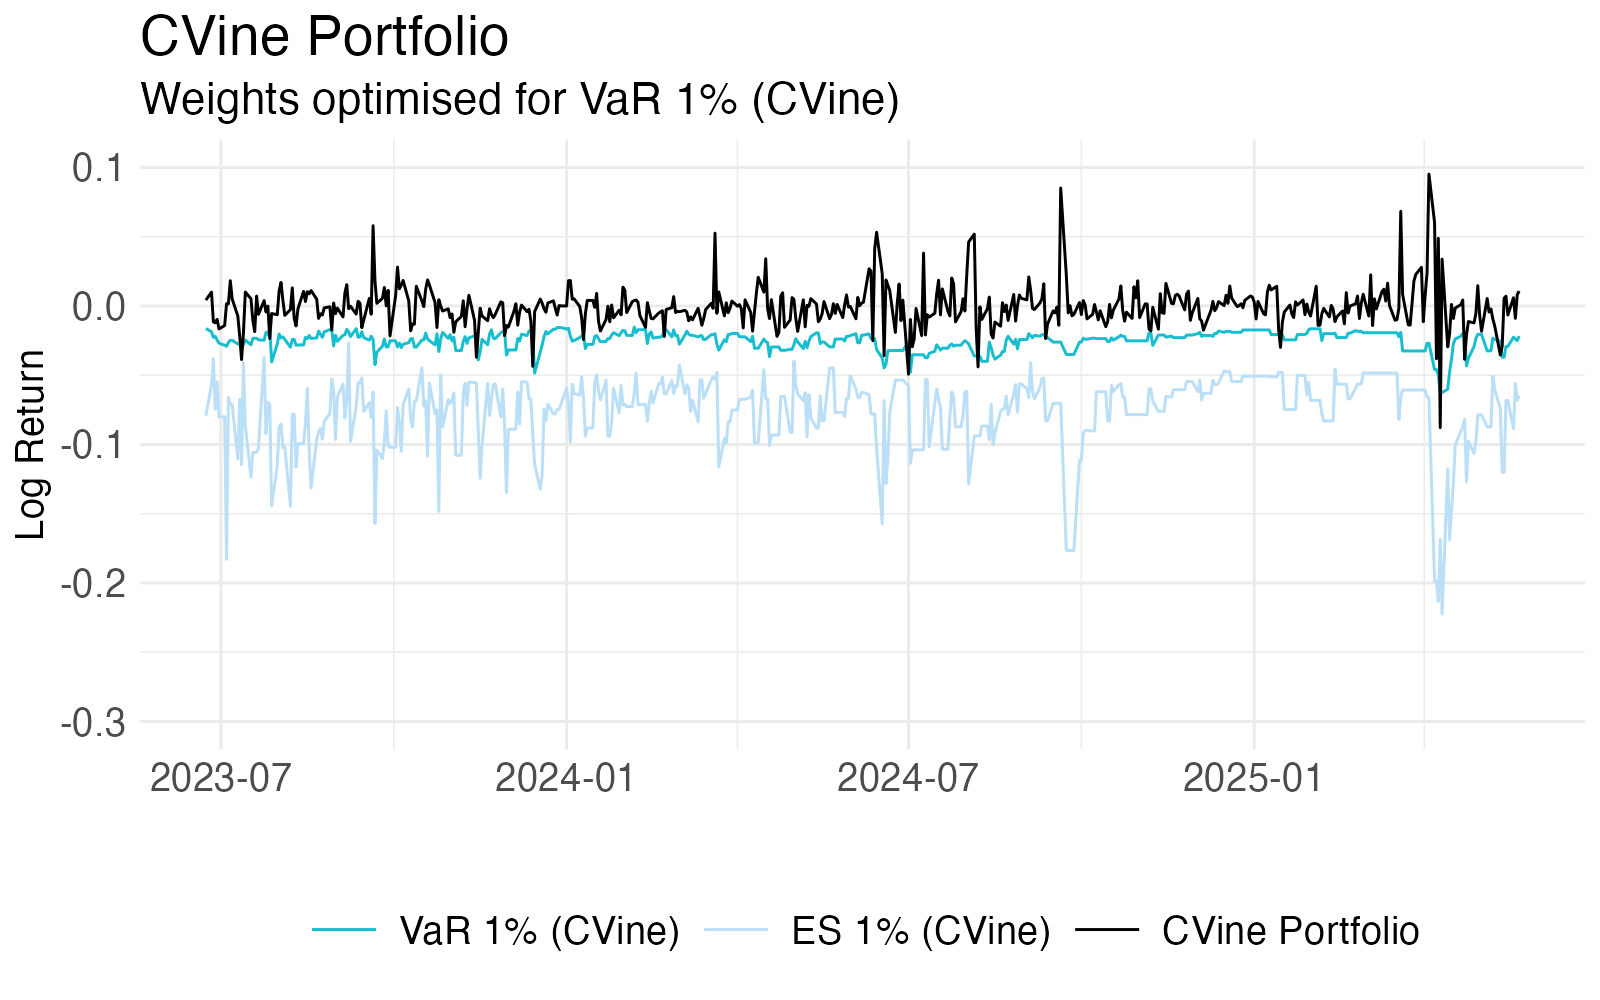 CVine Portfolio
Weights optimised for VaR 1% (CVine)
Log Return
0.1
0.0
-0.1
-0.2
-0.3
2023-07 2024-01 2024-07 2025-01
VaR 1% (CVine) ES 1% (CVine) CVine Portfolio